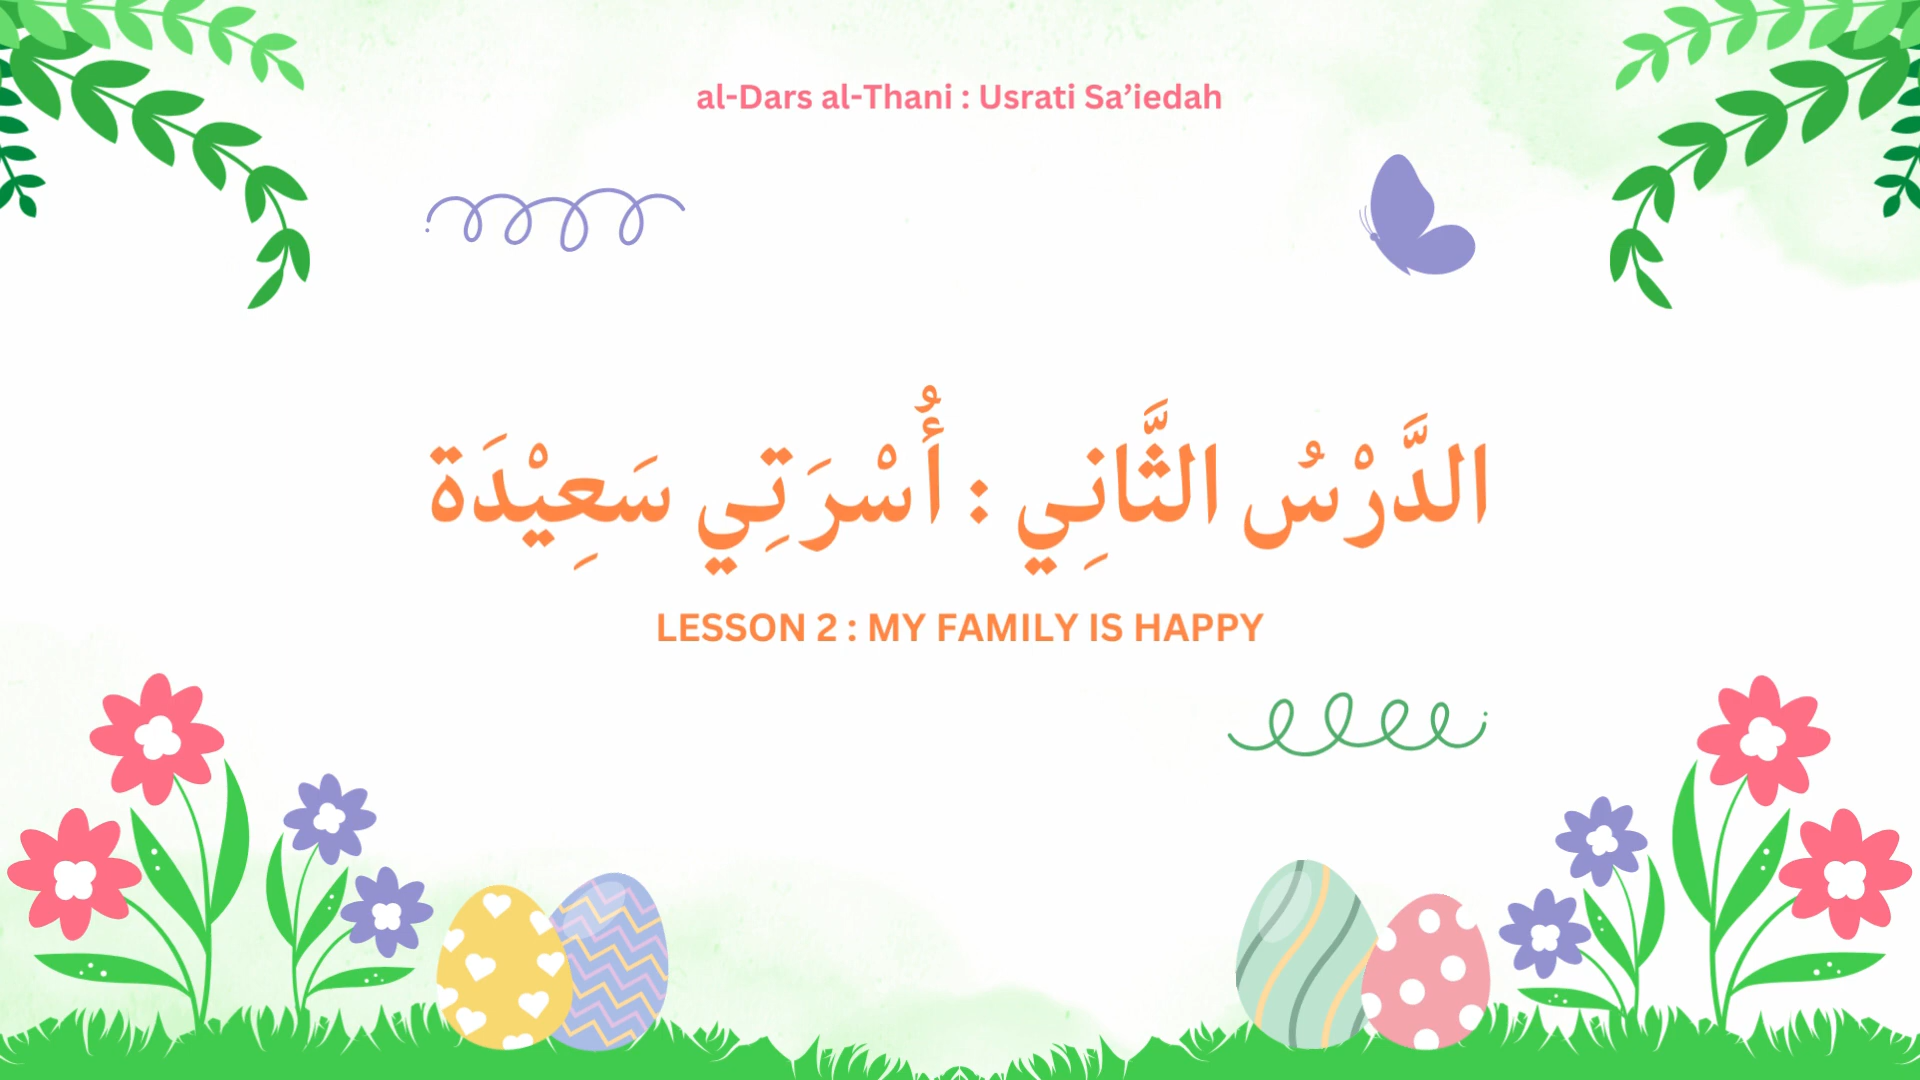 al-Dars al-Thani : Usrati Sa’iedah
الدَّرْسُ الثَّانِي : أُسْرَتِي سَعِيْدَة
LESSON 2 : MY FAMILY IS HAPPY